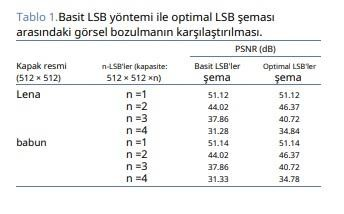 Tablo 1.Basit LSB yöntemi ile optimal LSB şeması
arasındaki görsel bozulmanın karşılaştırılması.
PSNR (dB)
Kapak resmi n-LSB'ler (kapasite: Basit LSB'ler Optimal LSB'ler
(512 × 512) 512 × 512 ×n) şema şema
Lena n =1 51.12 51.12
n =2 44.02 46.37
n =3 37.86 40.72
n =4 31.28 34.84
babun n =1 51.14 51.14
n =2 44.02 46.37
n =3 37.86 40.72
n =4 31.33 34.78